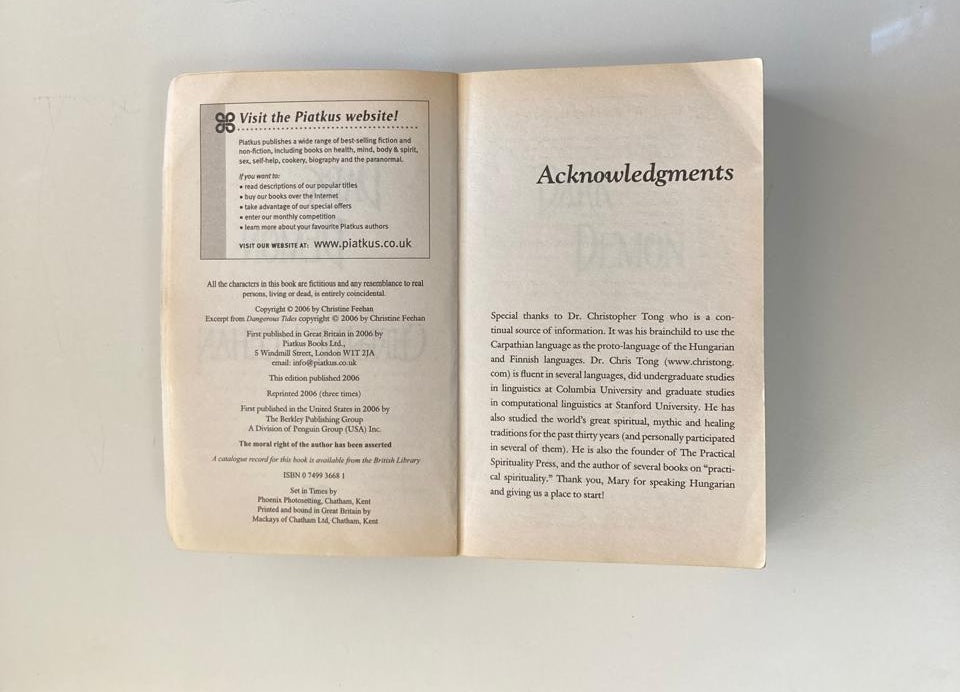 Visit the Piatkus website!
Piatkus publishes a wide range of best-selling fiction and
non-fiction, including books on health, mind, body & spirit,
sex, self-help, cookery, biography and the paranormal.
If you want to:
• read descriptions of our popular titles
• buy our books over the Internet
• take advantage of our special offers
• enter our monthly competition
• learn more about your favourite Piatkus authors
VISIT OUR WEBSITE AT: www.piatkus.co.uk
All the characters in this book are fictitious and any resemblance to real
persons, living or dead, is entirely coincidental.
Copyright © 2006 by Christine Feehan
Excerpt from Dangerous Tides copyright © 2006 by Christine Feehan
First published in Great Britain in 2006 by
Piatkus Books Ltd.,
5 Windmill Street, London W1T 2JA
email: info@piatkus.co.uk
This edition published 2006
Reprinted 2006 (three times)
First published in the United States in 2006 by
The Berkley Publishing Group
A Division of Penguin Group (USA) Inc.
The moral right of the author has been asserted
A catalogue record for this book is available from the British Library
ISBN 0 7499 3668 1
Set in Times by
Phoenix Photosetting, Chatham, Kent
Printed and bound in Great Britain by
Mackays of Chatham Ltd, Chatham, Kent
Acknowledgments
DEMON
Special thanks to Dr. Christopher Tong who is a con-
tinual source of information. It was his brainchild to use the
Carpathian language as the proto-language of the Hungarian
and Finnish languages. Dr. Chris Tong (www.christong.
com) is fluent in several languages, did undergraduate studies
in linguistics at Columbia University and graduate studies
in computational linguistics at Stanford University. He has
also studied the world's great spiritual, mythic and healing
traditions for the past thirty years (and personally participated
in several of them). He is also the founder of The Practical
Spirituality Press, and the author of several books on "practi-
cal spirituality." Thank you, Mary for speaking Hungarian
and giving us a place to start!